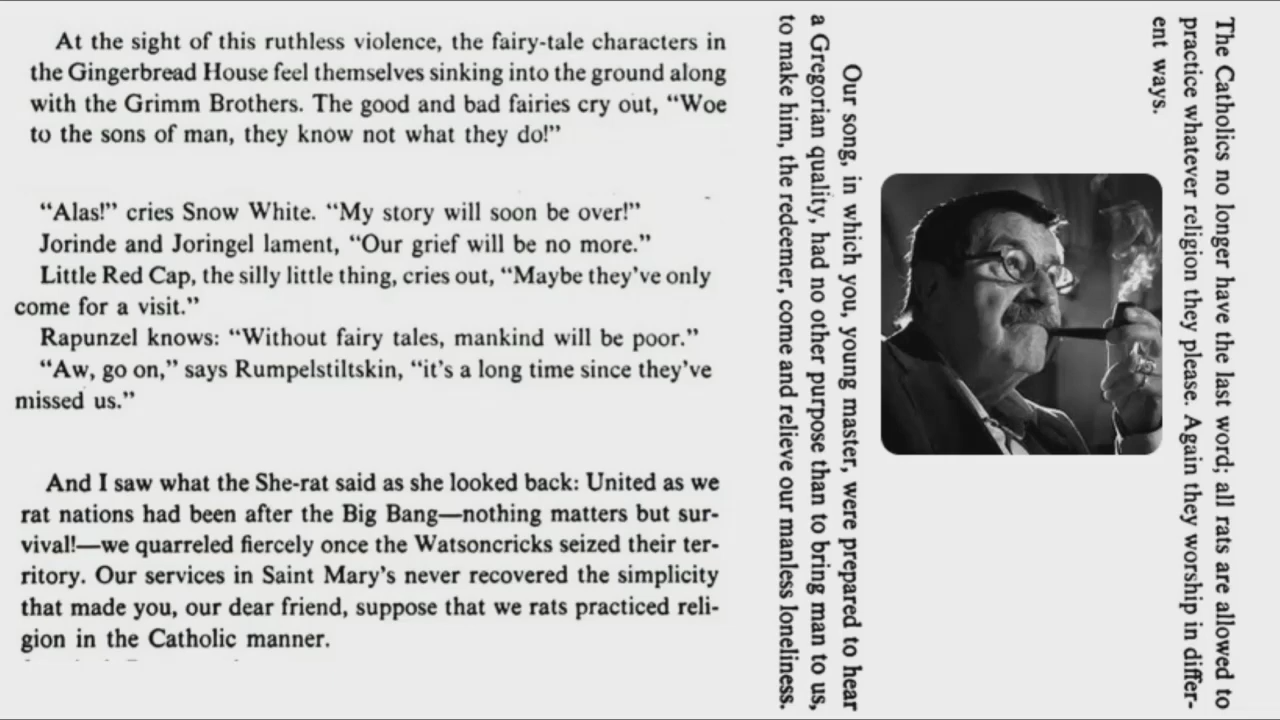 At the sight of this ruthless violence, the fairy-tale characters in
the Gingerbread House feel themselves sinking into the ground along
with the Grimm Brothers. The good and bad fairies cry out, “Woe
to the sons of man, they know not what they do!”
“Alas!” cries Snow White. “My story will soon be over!”
Jorinde and Joringel lament, “Our grief will be no more.”
Little Red Cap, the silly little thing, cries out, “Maybe they’ve only
come for a visit.”
Rapunzel knows: “Without fairy tales, mankind will be poor.”
“Aw, go on,” says Rumpelstiltskin, “it’s a long time since they’ve
missed us.”
And I saw what the She-rat said as she looked back: United as we
rat nations had been after the Big Bang—nothing matters but sur-
vival!—we quarreled fiercely once the Watsoncricks seized their ter-
ritory. Our services in Saint Mary’s never recovered the simplicity
that made you, our dear friend, suppose that we rats practiced reli-
gion in the Catholic manner.
Our song, in which you, young master, were prepared to hear
a Gregorian quality, had no other purpose than to bring man to us,
to make him, the redeemer, come and relieve our manless loneliness.
The Catholics no longer have the last word; all rats are allowed to
practice whatever religion they please. Again they worship in differ-
ent ways.